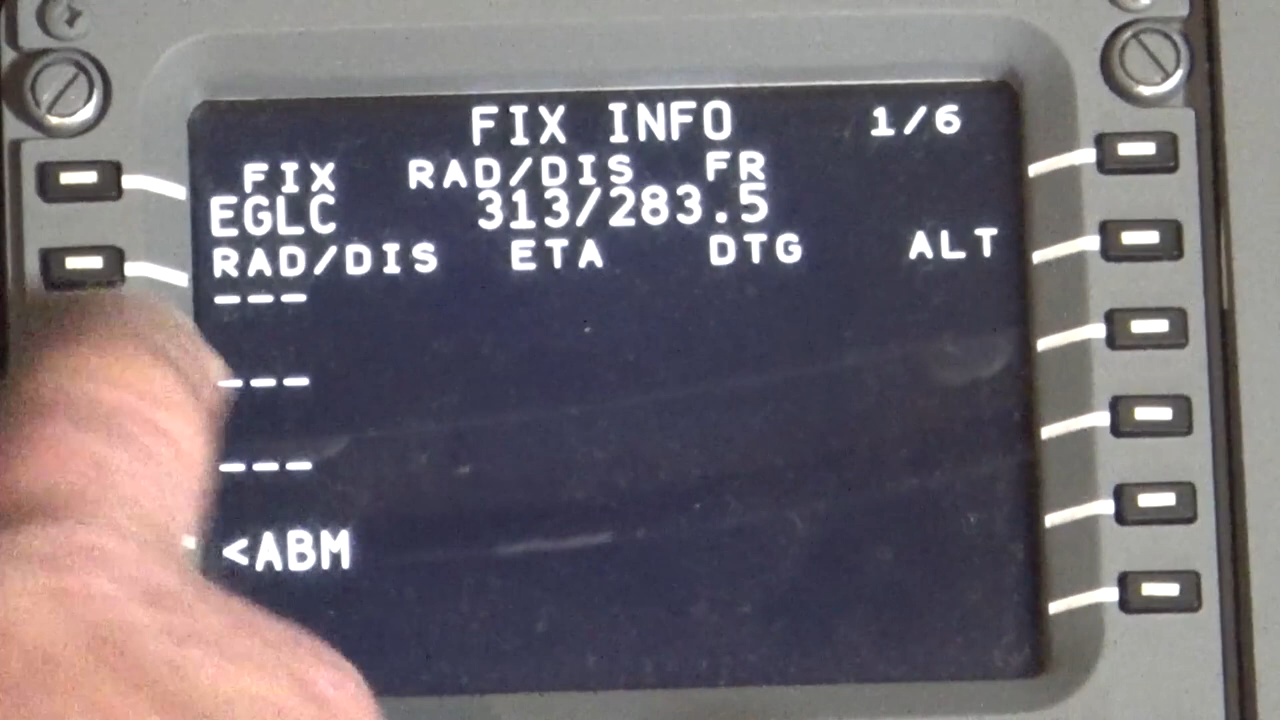 FIX INFO 1/6
FIX RAD/DIS FR
EGLC 313/283.5
RAD/DIS ETA DTG ALT
---
---
---
<ABM